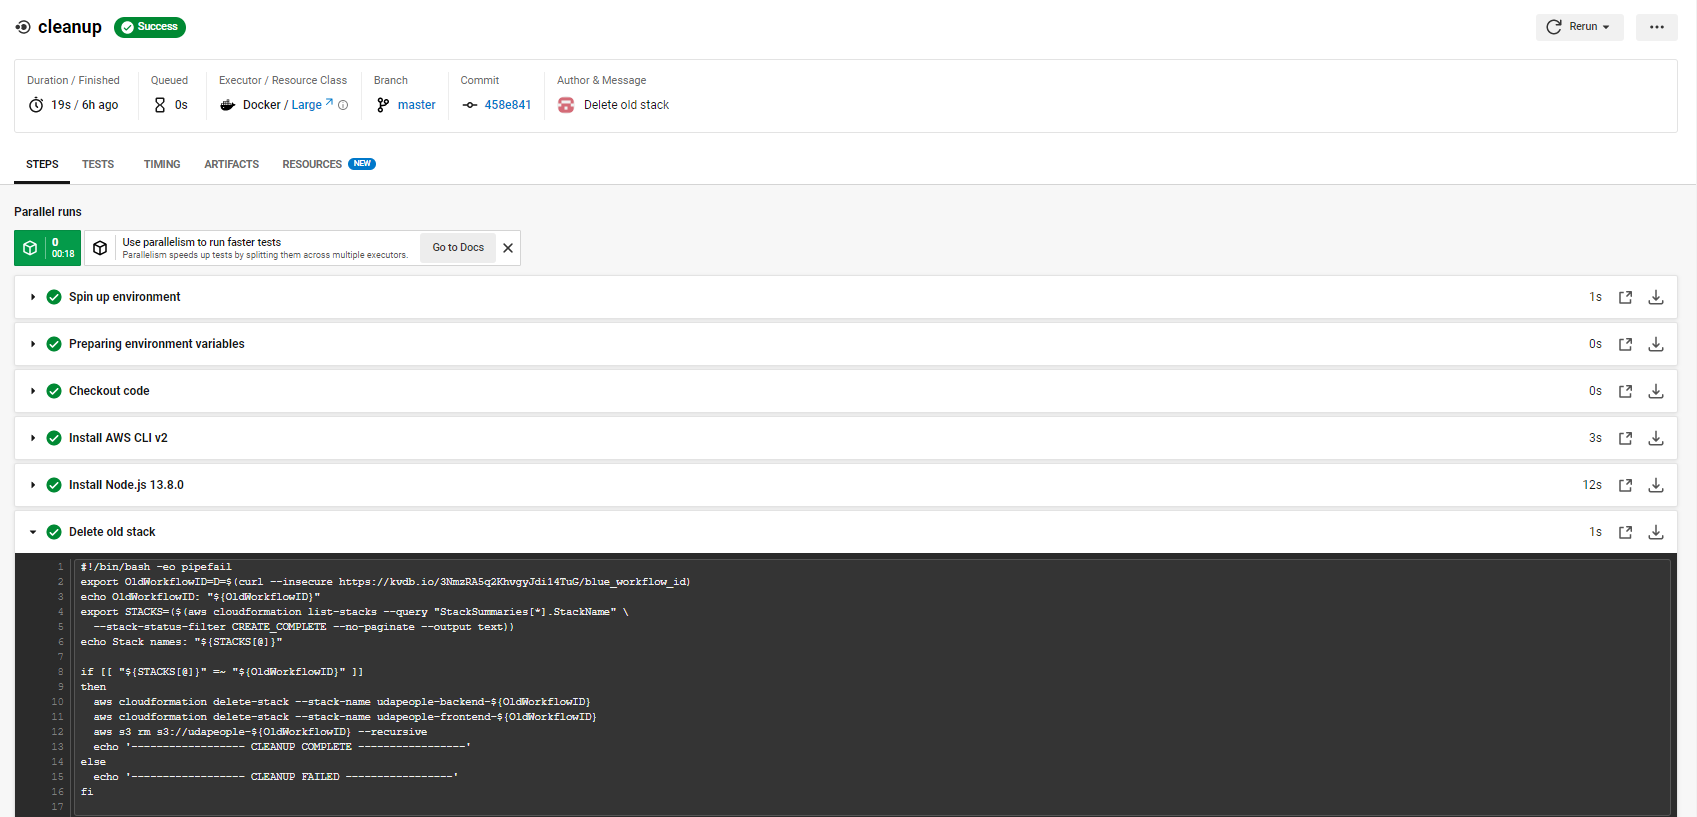 cleanup Success
Rerun
Duration / Finished Queued Executor / Resource Class Branch Commit Author & Message
19s / 6h ago 0s Docker / Large master 458e841 Delete old stack
STEPS TESTS TIMING ARTIFACTS RESOURCES NEW
Parallel runs
0
00:18
Use parallelism to run faster tests
Parallelism speeds up tests by splitting them across multiple executors.
Go to Docs
Spin up environment 1s
Preparing environment variables 0s
Checkout code 0s
Install AWS CLI v2 3s
Install Node.js 13.8.0 12s
Delete old stack 1s
1 #!/bin/bash -eo pipefail
2 export OldWorkflowID=D=$(curl --insecure https://kvdb.io/3NmzRA5q2KhvgyJdi14TuG/blue_workflow_id)
3 echo OldWorkflowID: "${OldWorkflowID}"
4 export STACKS=($(aws cloudformation list-stacks --query "StackSummaries[*].StackName" \
5 --stack-status-filter CREATE_COMPLETE --no-paginate --output text))
6 echo Stack names: "${STACKS[@]}"
7
8 if [[ "${STACKS[@]}" =~ "${OldWorkflowID}" ]]
9 then
10 aws cloudformation delete-stack --stack-name udapeople-backend-${OldWorkflowID}
11 aws cloudformation delete-stack --stack-name udapeople-frontend-${OldWorkflowID}
12 aws s3 rm s3://udapeople-${OldWorkflowID} --recursive
13 echo '------------------ CLEANUP COMPLETE -----------------'
14 else
15 echo '------------------ CLEANUP FAILED -----------------'
16 fi
17